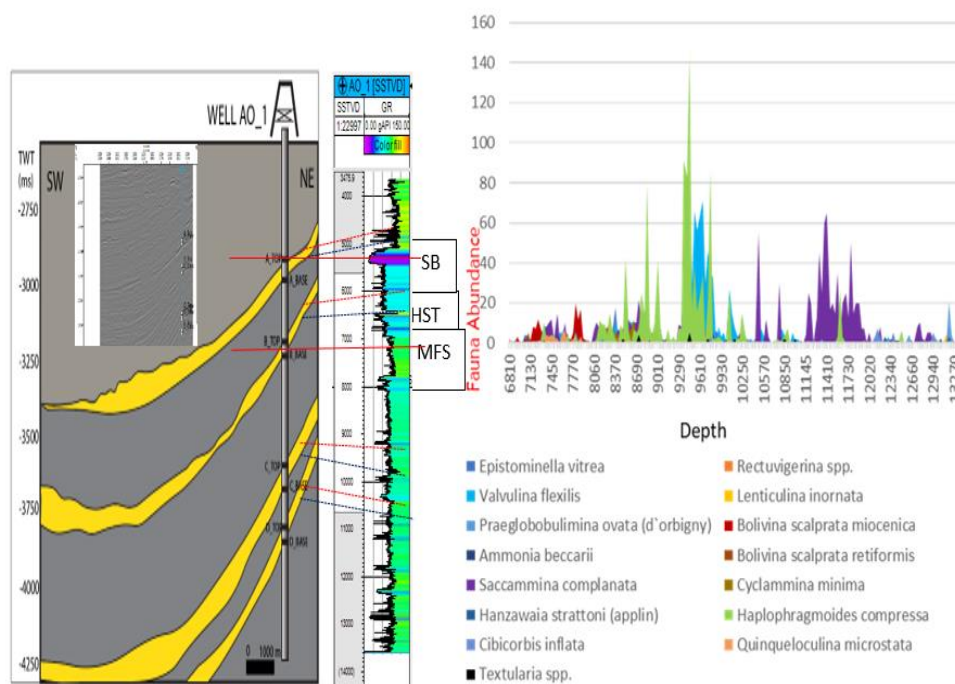 WELL AO_1
TWT
(ms)
SW
NE
-2750
-3000
-3250
-3500
-3750
-4000
-4250
A_TOP
A_BASE
B_TOP
B_BASE
C_TOP
C_BASE
D_TOP
D_BASE
0 1000 m
AO_1 [SSTVD]
SSTVD GR
1:22997 0.00 gAPI 150.00
Color fill
3475.9
4000
5000
6000
7000
8000
9000
10000
11000
12000
13000
(14000)
SB
HST
MFS
160
140
120
100
80
60
40
20
0
Fauna Abundance
6810
7130
7450
7770
8060
8370
8690
9010
9290
9610
9930
10250
10570
10850
11145
11410
11730
12020
12340
12660
12940
13270
Depth
Epistominella vitrea
Rectuvigerina spp.
Valvulina flexilis
Lenticulina inornata
Praeglobobulimina ovata (d`orbigny)
Bolivina scalprata miocenica
Ammonia beccarii
Bolivina scalprata retiformis
Saccammina complanata
Cyclammina minima
Hanzawaia strattoni (applin)
Haplophragmoides compressa
Cibicorbis inflata
Quinqueloculina microstata
Textularia spp.